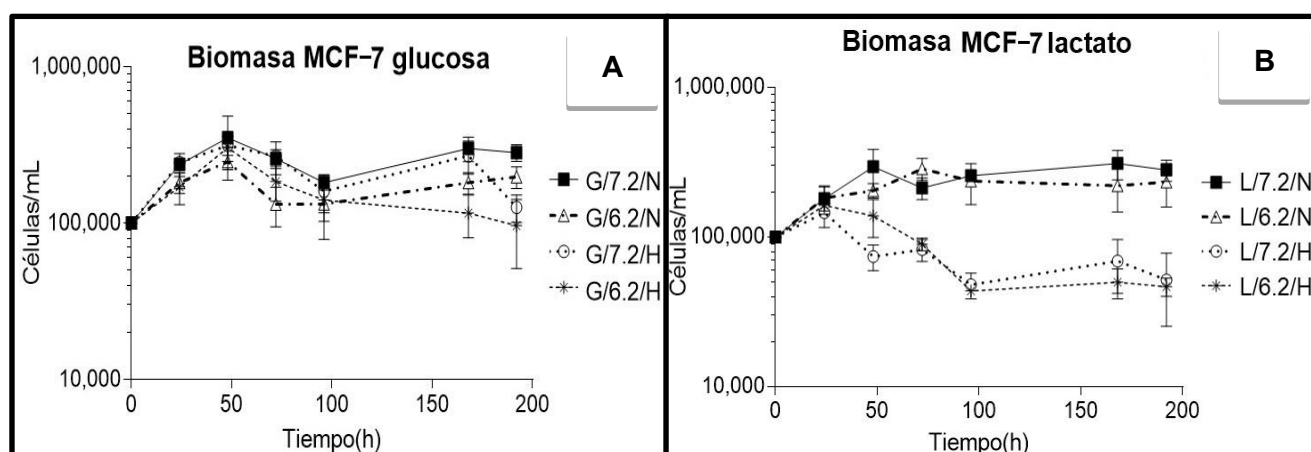 Biomasa MCF-7 glucosa
A
1,000,000
100,000
10,000
Células/mL
0
50
100
150
200
Tiempo(h)
G/7.2/N
G/6.2/N
G/7.2/H
G/6.2/H
Biomasa MCF-7 lactato
B
1,000,000
100,000
10,000
Células/mL
0
50
100
150
200
Tiempo(h)
L/7.2/N
L/6.2/N
L/7.2/H
L/6.2/H